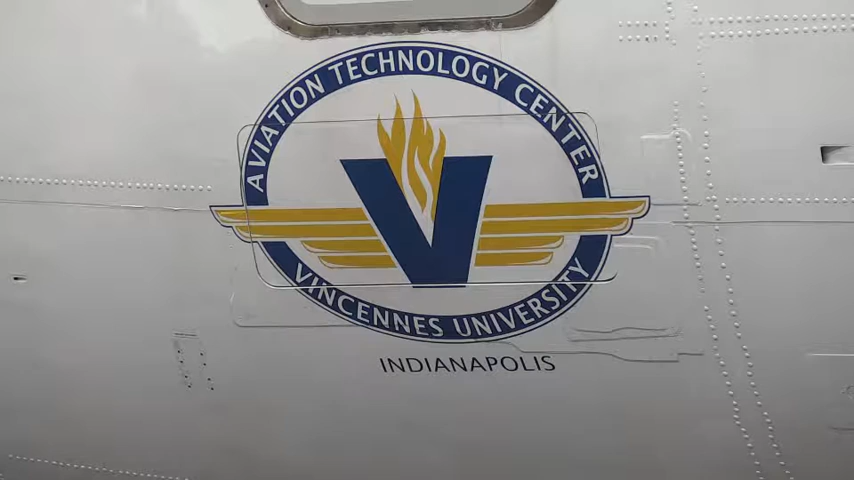 AVIATION TECHNOLOGY CENTER
V
VINCENNES UNIVERSITY
INDIANAPOLIS